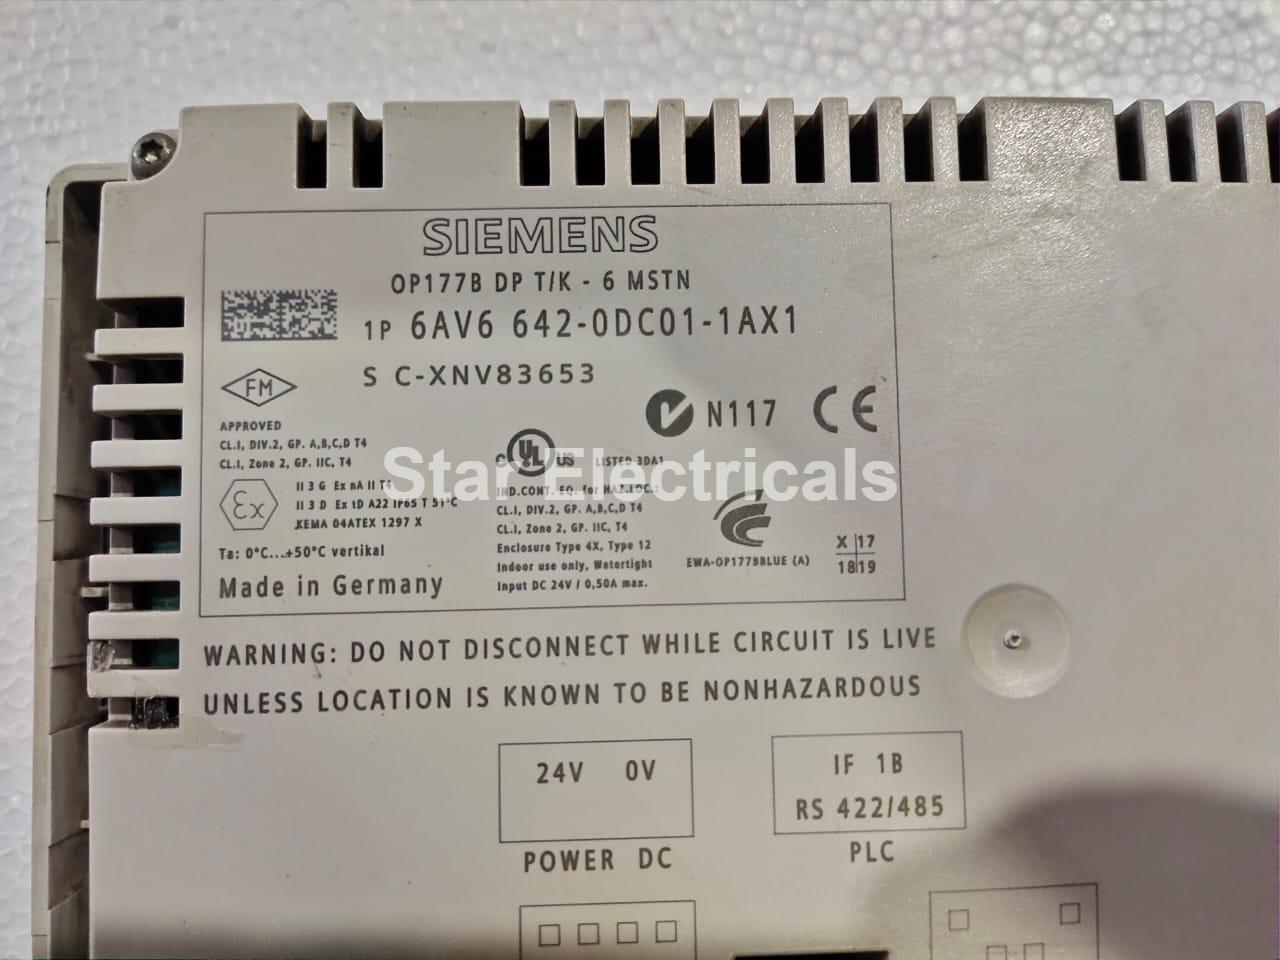 SIEMENS
OP177B DP T/K - 6 MSTN
1P 6AV6 642-0DC01-1AX1
S C-XNV83653
FM
APPROVED
CL.I, DIV.2, GP. A,B,C,D T4
CL.I, Zone 2, GP. IIC, T4
Ex
II 3 G Ex nA II T4
II 3 D Ex tD A22 IP65 T 51°C
KEMA 04ATEX 1297 X
Ta: 0°C...+50°C vertikal
Made in Germany
N117 CE
C UL US LISTED 3DA1
IND.CONT. EQ. for HAZ.LOC.:
CL.I, DIV.2, GP. A,B,C,D T4
CL.I, Zone 2, GP. IIC, T4
Enclosure Type 4X, Type 12
Indoor use only, Watertight
Input DC 24V / 0,50A max.
EWA-OP177BBLUE (A)
X 17
18 19
Star Electricals
WARNING: DO NOT DISCONNECT WHILE CIRCUIT IS LIVE
UNLESS LOCATION IS KNOWN TO BE NONHAZARDOUS
24V 0V
POWER DC
IF 1B
RS 422/485
PLC